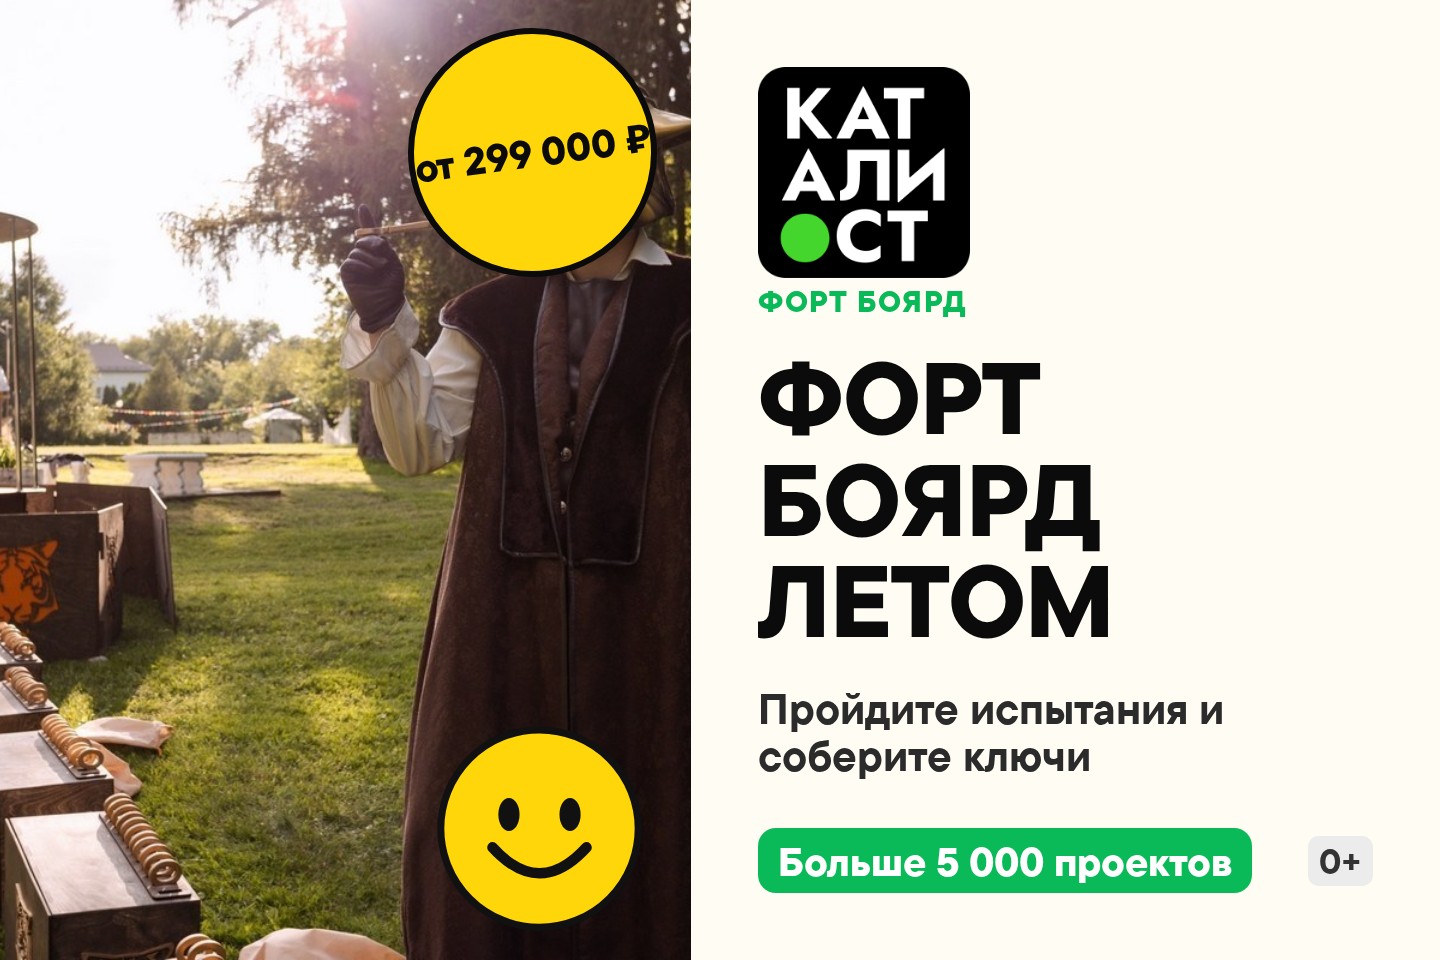 от 299 000 ₽
КАТ
АЛИ
СТ
ФОРТ БОЯРД
ФОРТ
БОЯРД
ЛЕТОМ
Пройдите испытания и
соберите ключи
Больше 5 000 проектов
0+